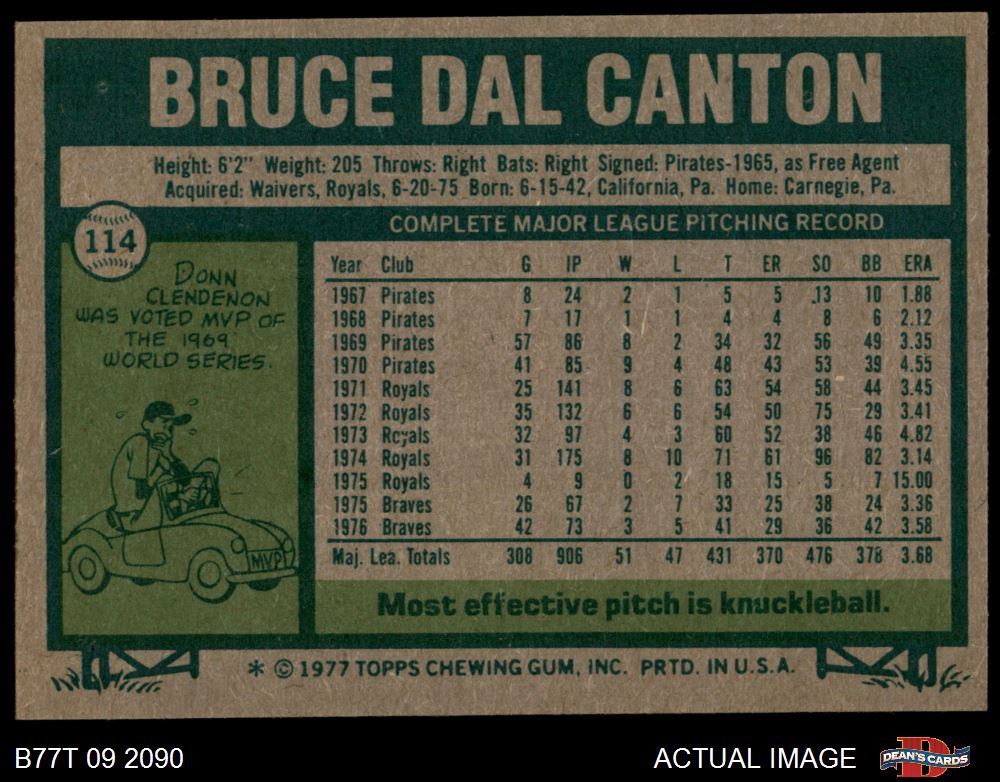 BRUCE DAL CANTON
Height: 6'2" Weight: 205 Throws: Right Bats: Right Signed: Pirates-1965, as Free Agent
Acquired: Waivers, Royals, 6-20-75 Born: 6-15-42, California, Pa. Home: Carnegie, Pa.
114
DONN
CLENDENON
WAS VOTED MVP OF
THE 1969
WORLD SERIES.
MVP
COMPLETE MAJOR LEAGUE PITCHING RECORD
Year Club G IP W L T ER SO BB ERA
1967 Pirates 8 24 2 1 5 5 13 10 1.88
1968 Pirates 7 17 1 1 4 4 8 6 2.12
1969 Pirates 57 86 8 2 34 32 56 49 3.35
1970 Pirates 41 85 9 4 48 43 53 39 4.55
1971 Royals 25 141 8 6 63 54 58 44 3.45
1972 Royals 35 132 6 6 54 50 75 29 3.41
1973 Royals 32 97 4 3 60 52 38 46 4.82
1974 Royals 31 175 8 10 71 61 96 82 3.14
1975 Royals 4 9 0 2 18 15 5 7 15.00
1975 Braves 26 67 2 7 33 25 38 24 3.36
1976 Braves 42 73 3 5 41 29 36 42 3.58
Maj. Lea. Totals 308 906 51 47 431 370 476 378 3.68
Most effective pitch is knuckleball.
* © 1977 TOPPS CHEWING GUM, INC. PRTD. IN U.S.A.
B77T 09 2090
ACTUAL IMAGE
DEAN'S CARDS